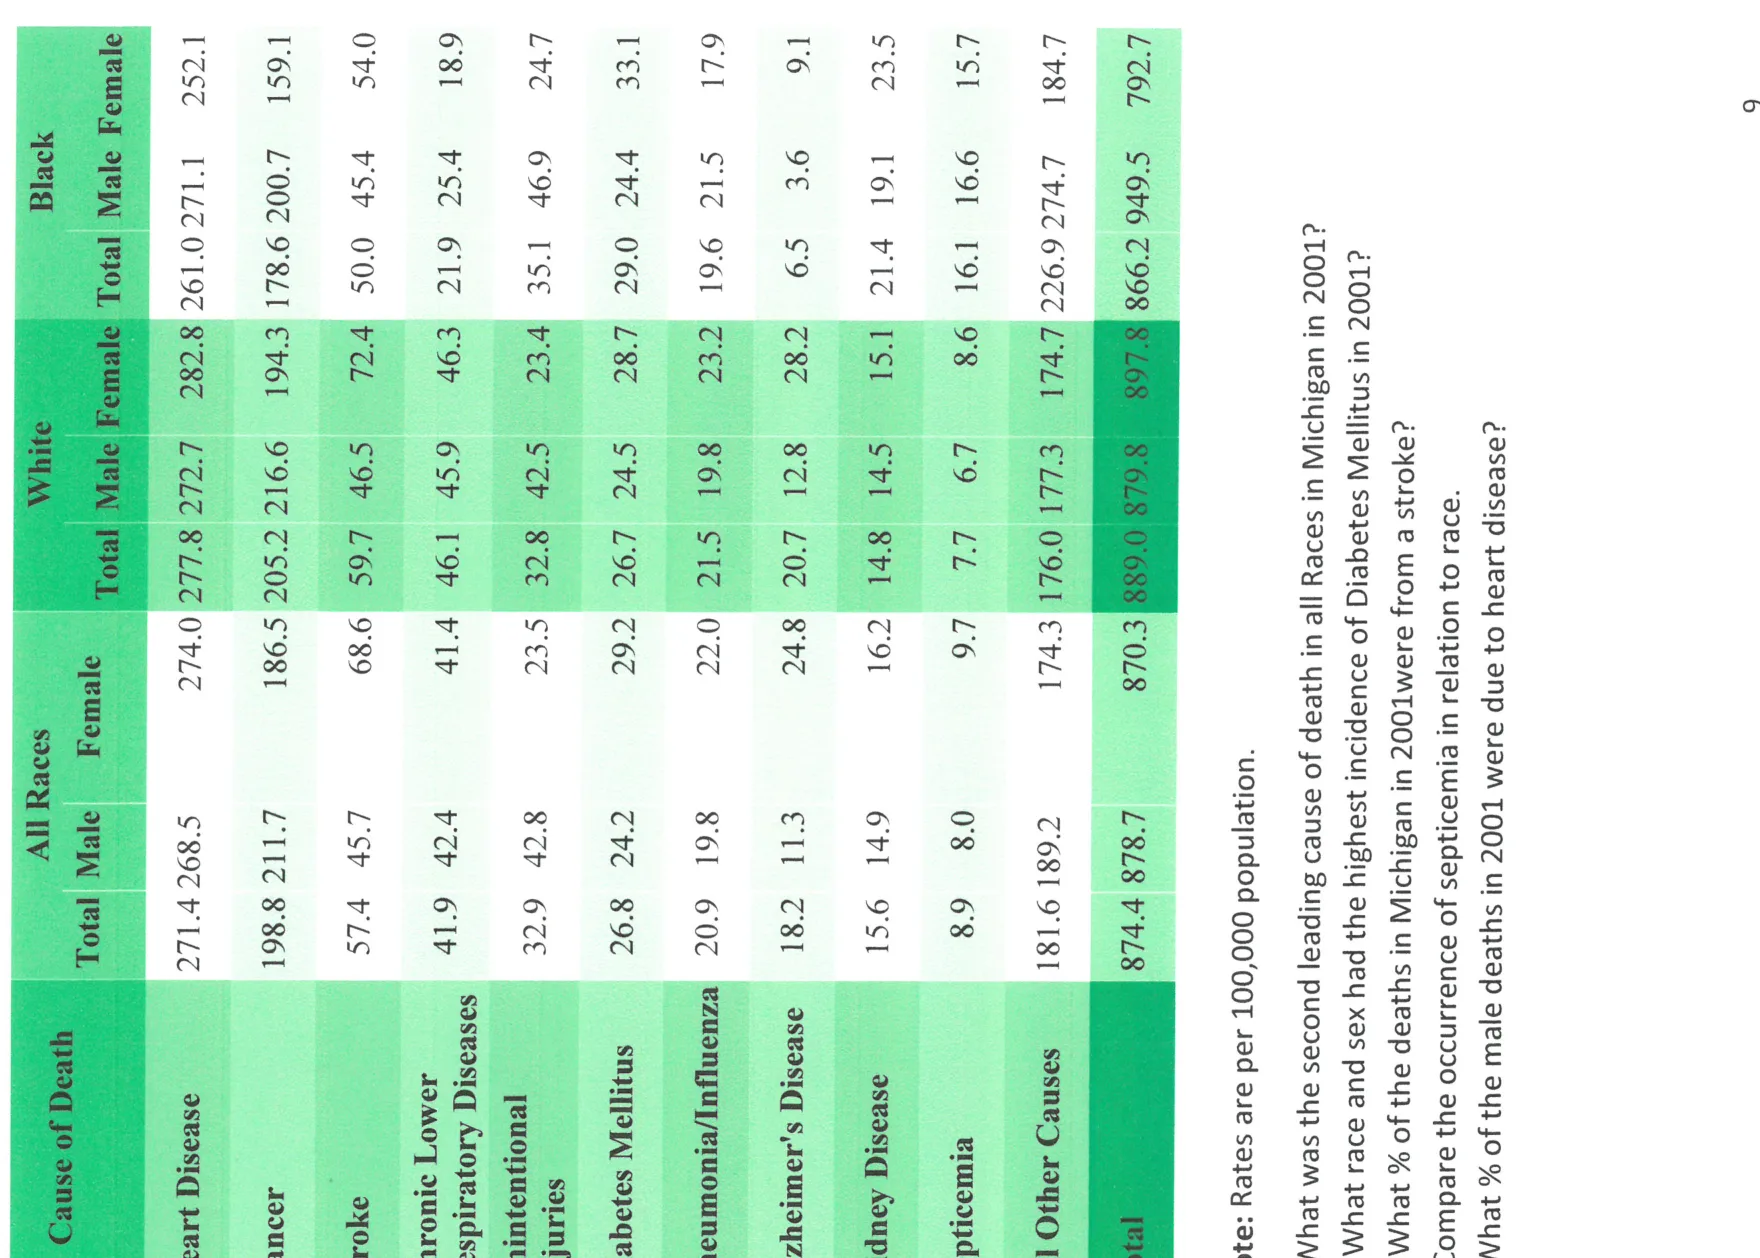 Cause of Death All Races White Black
Total Male Female Total Male Female Total Male Female
eart Disease 271.4 268.5 274.0 277.8 272.7 282.8 261.0 271.1 252.1
ancer 198.8 211.7 186.5 205.2 216.6 194.3 178.6 200.7 159.1
roke 57.4 45.7 68.6 59.7 46.5 72.4 50.0 45.4 54.0
hronic Lower
espiratory Diseases 41.9 42.4 41.4 46.1 45.9 46.3 21.9 25.4 18.9
nintentional
juries 32.9 42.8 23.5 32.8 42.5 23.4 35.1 46.9 24.7
abetes Mellitus 26.8 24.2 29.2 26.7 24.5 28.7 29.0 24.4 33.1
neumonia/Influenza 20.9 19.8 22.0 21.5 19.8 23.2 19.6 21.5 17.9
zheimer's Disease 18.2 11.3 24.8 20.7 12.8 28.2 6.5 3.6 9.1
dney Disease 15.6 14.9 16.2 14.8 14.5 15.1 21.4 19.1 23.5
pticemia 8.9 8.0 9.7 7.7 6.7 8.6 16.1 16.6 15.7
l Other Causes 181.6 189.2 174.3 176.0 177.3 174.7 226.9 274.7 184.7
otal 874.4 878.7 870.3 889.0 879.8 897.8 866.2 949.5 792.7
ote: Rates are per 100,000 population.
What was the second leading cause of death in all Races in Michigan in 2001?
What race and sex had the highest incidence of Diabetes Mellitus in 2001?
What % of the deaths in Michigan in 2001were from a stroke?
Compare the occurrence of septicemia in relation to race.
What % of the male deaths in 2001 were due to heart disease?
9